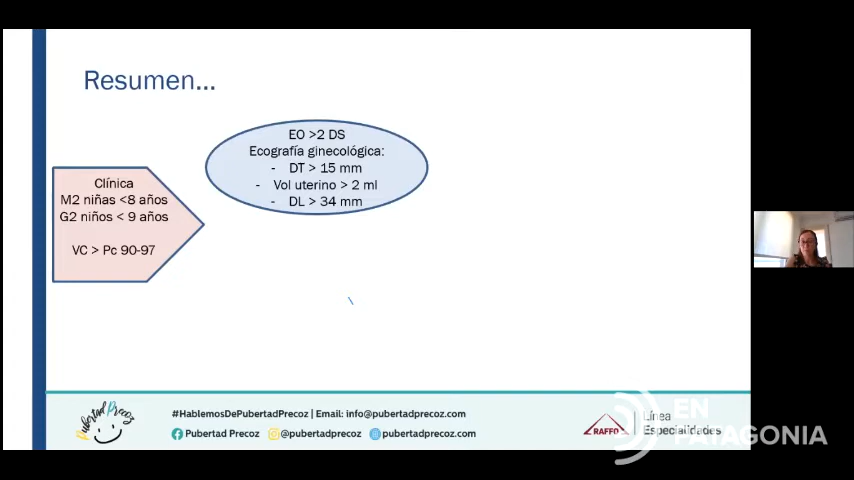 Resumen...
EO >2 DS
Ecografía ginecológica:
- DT > 15 mm
- Vol uterino > 2 ml
- DL > 34 mm
Clínica
M2 niñas <8 años
G2 niños < 9 años
VC > Pc 90-97
Pubertad Precoz
#HablemosDePubertadPrecoz | Email: info@pubertadprecoz.com
Pubertad Precoz @pubertadprecoz pubertadprecoz.com
RAFFO
Línea
Especialidades
EN
PATAGONIA